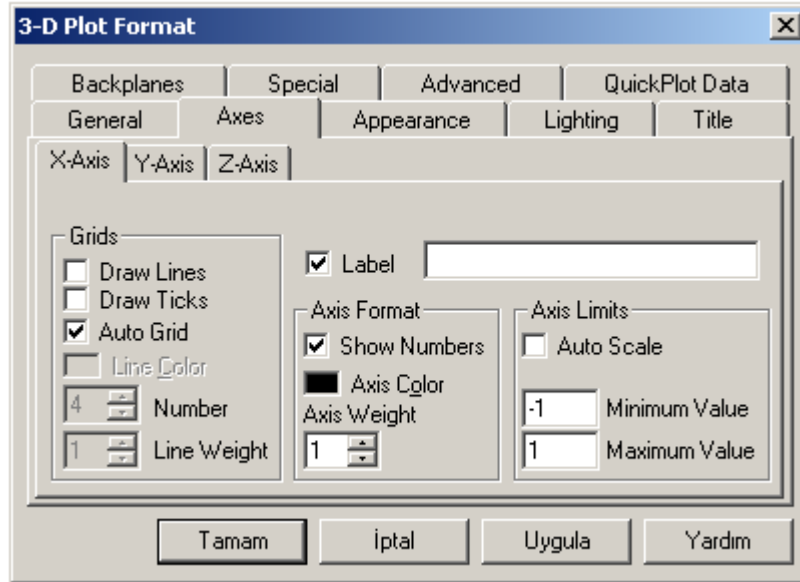 3-D Plot Format
Backplanes Special Advanced QuickPlot Data
General Axes Appearance Lighting Title
X-Axis Y-Axis Z-Axis
Grids
Draw Lines
Draw Ticks
Auto Grid
Line Color
4 Number
1 Line Weight
Label
Axis Format
Show Numbers
Axis Color
Axis Weight
1
Axis Limits
Auto Scale
-1 Minimum Value
1 Maximum Value
Tamam İptal Uygula Yardım